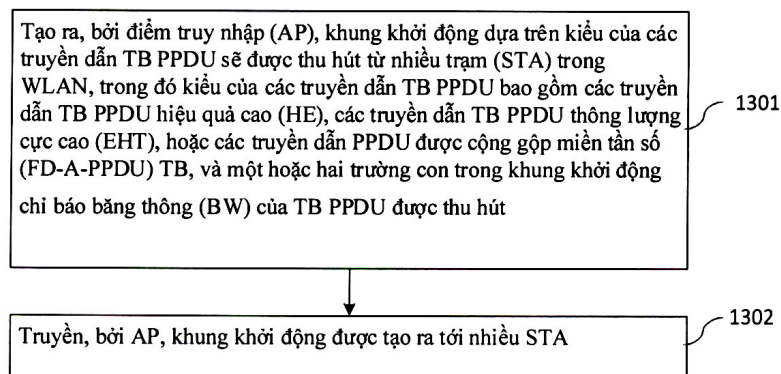 Tạo ra, bởi điểm truy nhập (AP), khung khởi động dựa trên kiểu của các
truyền dẫn TB PPDU sẽ được thu hút từ nhiều trạm (STA) trong
WLAN, trong đó kiểu của các truyền dẫn TB PPDU bao gồm các truyền
dẫn TB PPDU hiệu quả cao (HE), các truyền dẫn TB PPDU thông lượng
cực cao (EHT), hoặc các truyền dẫn PPDU được cộng gộp miền tần số
(FD-A-PPDU) TB, và một hoặc hai trường con trong khung khởi động
chỉ báo băng thông (BW) của TB PPDU được thu hút
1301
Truyền, bởi AP, khung khởi động được tạo ra tới nhiều STA
1302